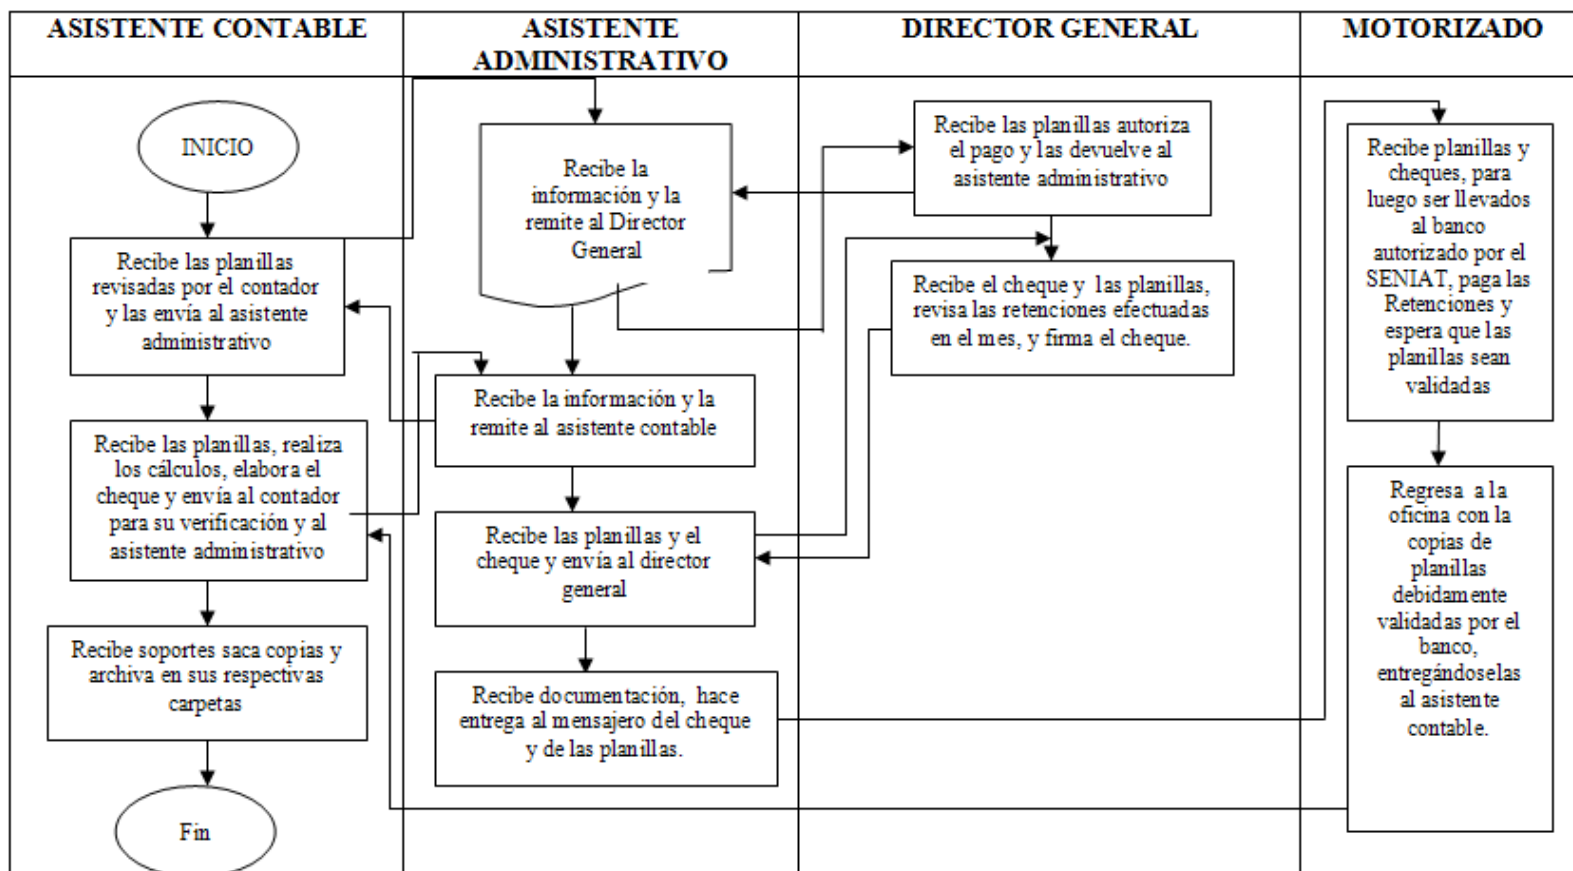 ASISTENTE CONTABLE
ASISTENTE
ADMINISTRATIVO
DIRECTOR GENERAL
MOTORIZADO
INICIO
Recibe las planillas
revisadas por el contador
y las envía al asistente
administrativo
Recibe las planillas, realiza
los cálculos, elabora el
cheque y envía al contador
para su verificación y al
asistente administrativo
Recibe soportes saca copias y
archiva en sus respectivas
carpetas
Fin
Recibe la
información y la
remite al Director
General
Recibe la información y la
remite al asistente contable
Recibe las planillas y el
cheque y envía al director
general
Recibe documentación, hace
entrega al mensajero del cheque
y de las planillas.
Recibe las planillas autoriza
el pago y las devuelve al
asistente administrativo
Recibe el cheque y las planillas,
revisa las retenciones efectuadas
en el mes, y firma el cheque.
Recibe planillas y
cheques, para
luego ser llevados
al banco
autorizado por el
SENIAT, paga las
Retenciones y
espera que las
planillas sean
validadas
Regresa a la
oficina con la
copias de
planillas
debidamente
validadas por el
banco,
entregándoselas
al asistente
contable.